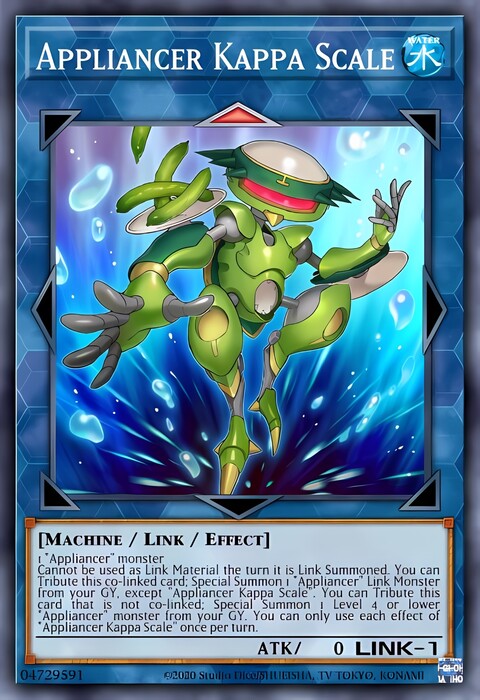 APPLIANCER KAPPA SCALE
WATER
水
[MACHINE / LINK / EFFECT]
1 "Appliancer" monster
Cannot be used as Link Material the turn it is Link Summoned. You can
Tribute this co-linked card; Special Summon 1 "Appliancer" Link Monster
from your GY, except "Appliancer Kappa Scale". You can Tribute this
card that is not co-linked; Special Summon 1 Level 4 or lower
"Appliancer" monster from your GY. You can only use each effect of
"Appliancer Kappa Scale" once per turn.
ATK/ 0 LINK-1
04729591
©2020 Studio Dice/SHUEISHA, TV TOKYO, KONAMI